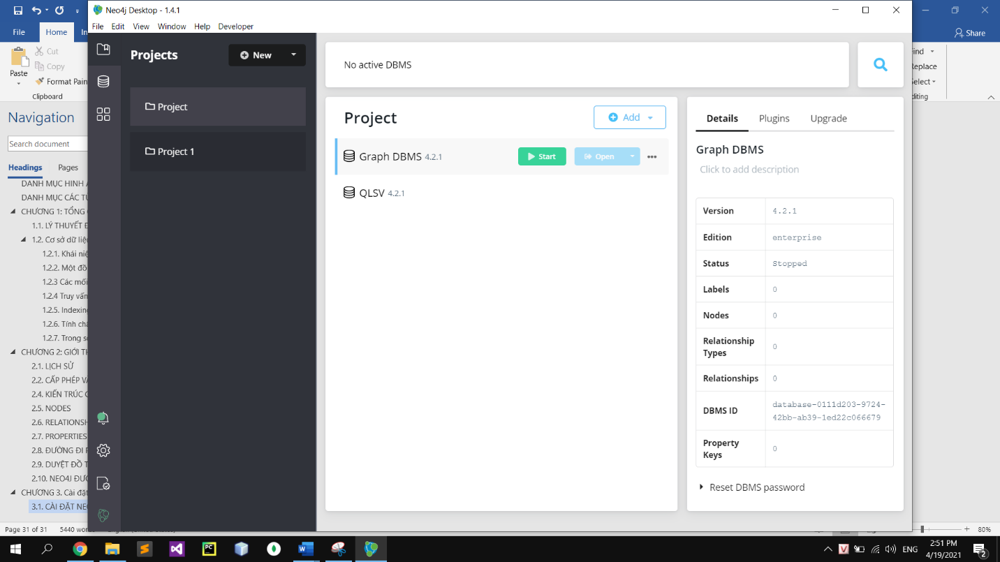 Neo4j Desktop - 1.4.1
File Edit View Window Help Developer
File Home In
Share
Cut
Copy
Paste
Format Pain
Clipboard
Find
Replace
Select
Navigation
Search document
Headings Pages
DANH MỤC HÌNH
DANH MỤC CÁC TỪ
CHƯƠNG 1: TỔNG
1.1. LÝ THUYẾT
1.2. Cơ sở dữ liệu
1.2.1. Khái niệ
1.2.2. Một đồ
1.2.3 Các mối
1.2.4 Truy vấn
1.2.5. Indexing
1.2.6. Tính chấ
1.2.7. Trong
CHƯƠNG 2: GIỚI TH
2.1. LỊCH SỬ
2.2. CẤP PHÉP VÀ
2.4. KIẾN TRÚC
2.5. NODES
2.6. RELATIONSH
2.7. PROPERTIES
2.8. ĐƯỜNG ĐI
2.9. DUYỆT ĐỒ T
2.10. NEO4J ĐƯỢ
CHƯƠNG 3. Cài đặt
3.1. CÀI ĐẶT NEO
Projects
New
Project
Project 1
No active DBMS
Project
Add
Graph DBMS 4.2.1
Start
Open
QLSV 4.2.1
Details Plugins Upgrade
Graph DBMS
Click to add description
Version 4.2.1
Edition enterprise
Status Stopped
Labels 0
Nodes 0
Relationship
Types 0
Relationships 0
DBMS ID database-0111d203-9724-
42bb-ab39-1ed22c066679
Property
Keys 0
Reset DBMS password
Page 31 of 31 5440 words
80%
PC
ENG
2:51 PM
4/19/2021
2